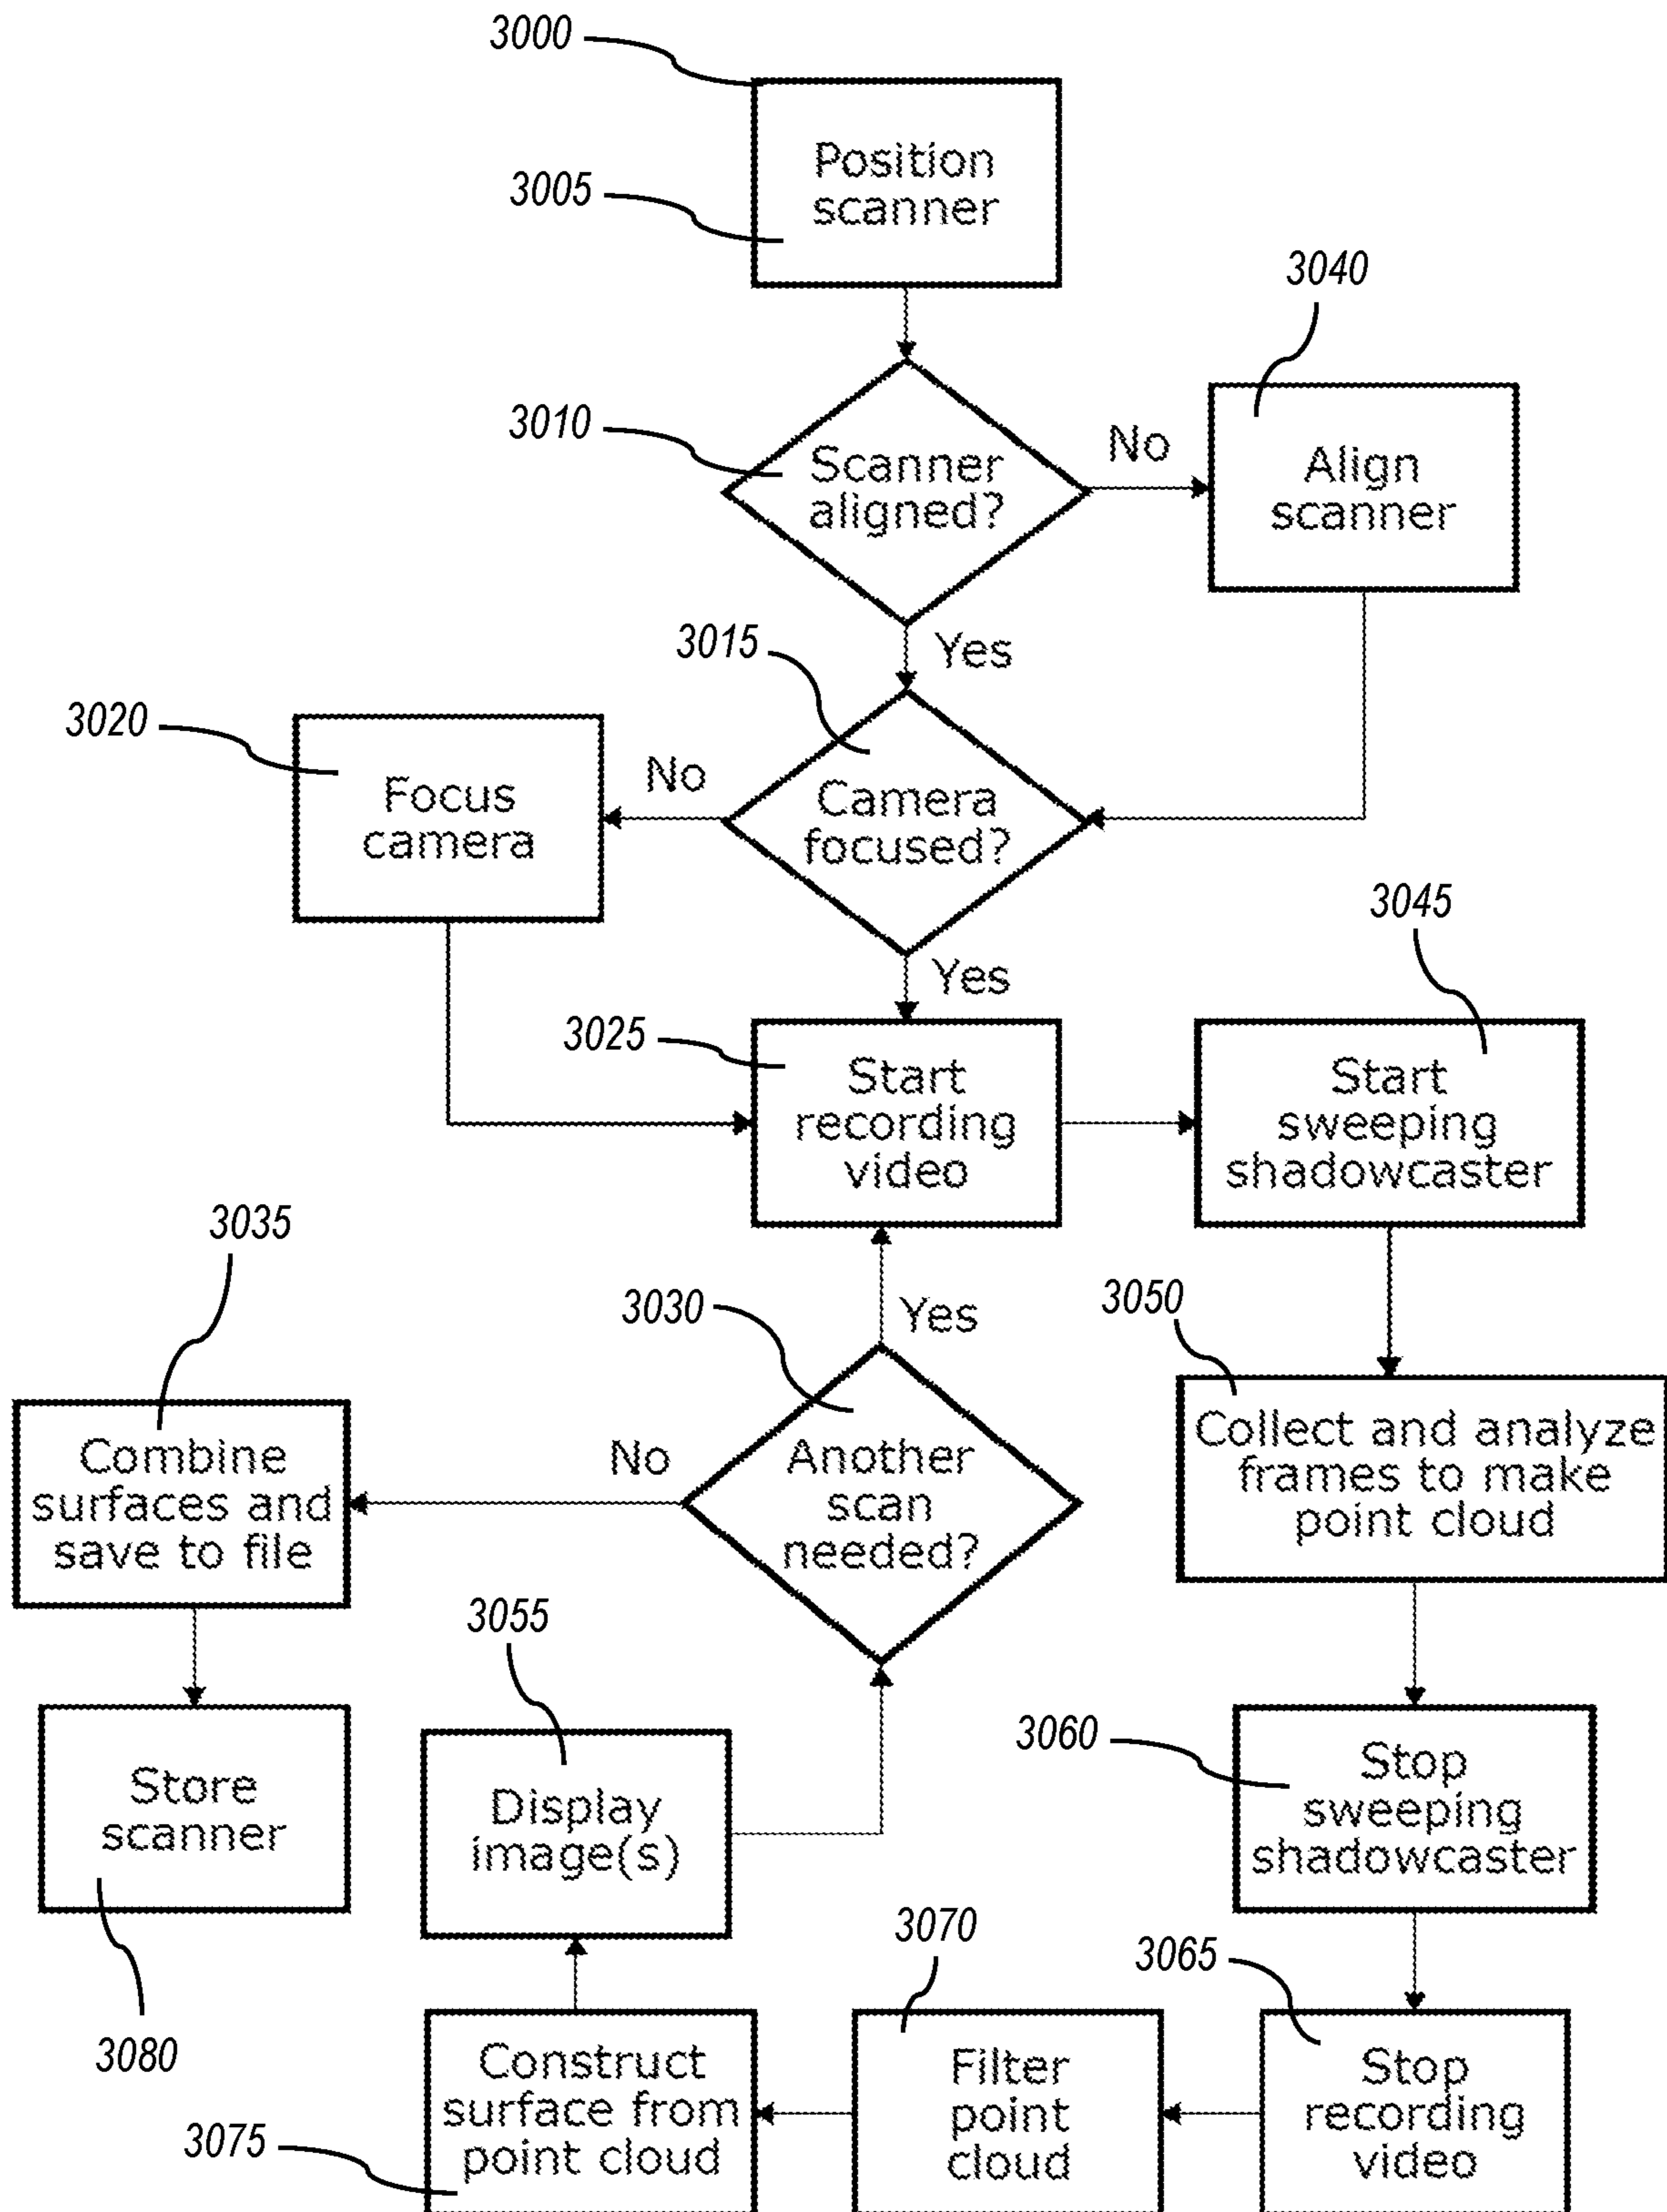 3000
Position
scanner
3005
3040
3010
Scanner
aligned?
No
Align
scanner
3015
Yes
3020
Focus
camera
No
Camera
focused?
3045
Yes
3025
Start
recording
video
Start
sweeping
shadowcaster
3035
3030
Yes
3050
Combine
surfaces and
save to file
No
Another
scan
needed?
Collect and analyze
frames to make
point cloud
3055
3060
Store
scanner
Display
image(s)
Stop
sweeping
shadowcaster
3070
3065
3080
Construct
surface from
point cloud
3075
Filter
point
cloud
Stop
recording
video